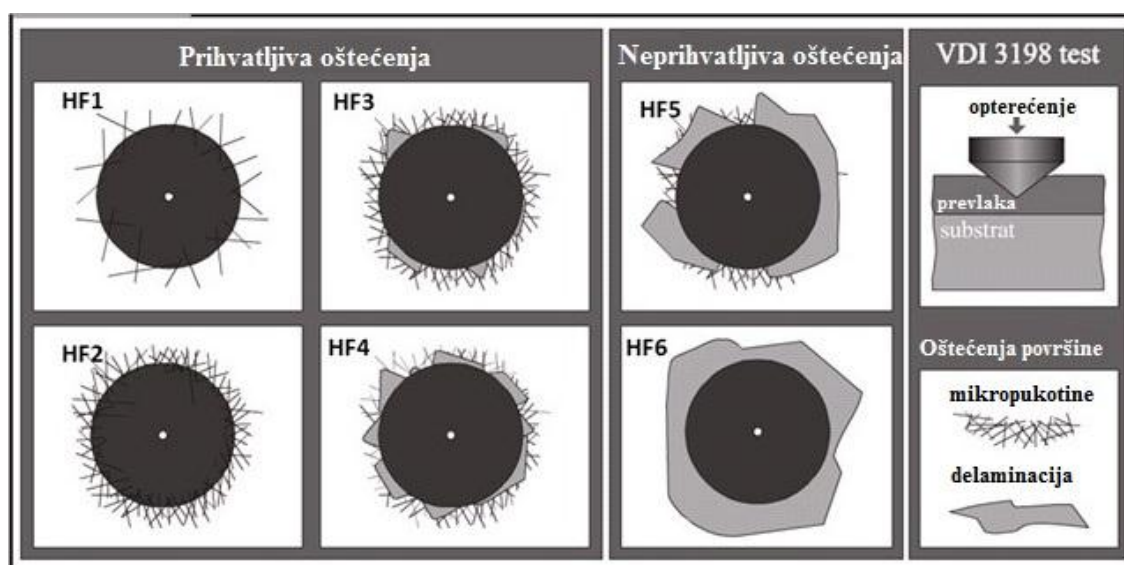 Prihvatljiva oštećenja
HF1
HF3
HF2
HF4
Neprihvatljiva oštećenja
HF5
HF6
VDI 3198 test
opterećenje
prevlaka
substrat
Oštećenja površine
mikropukotine
delaminacija